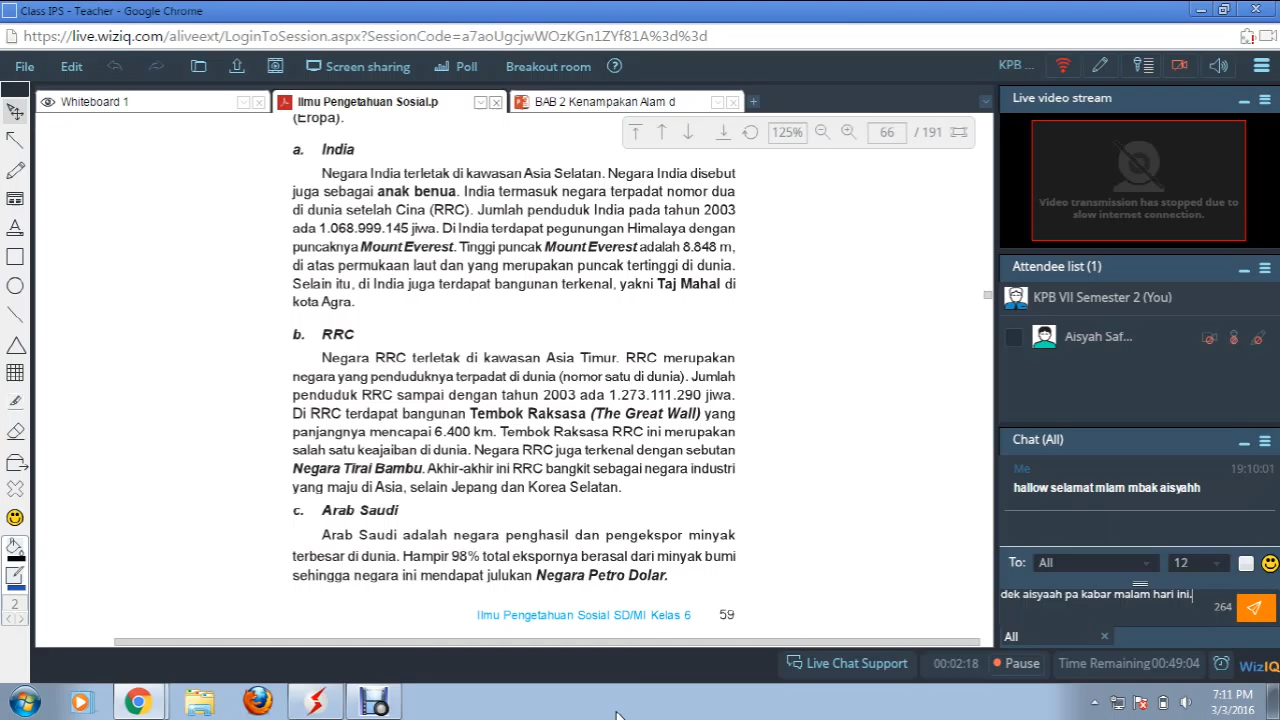 Class IPS - Teacher - Google Chrome
https://live.wiziq.com/aliveext/LoginToSession.aspx?SessionCode=a7aoUgcjwWOzKGn1ZYf81A%3d%3d
File Edit Screen sharing Poll Breakout room KPB ...
Whiteboard 1 Ilmu Pengetahuan Sosial.p BAB 2 Kenampakan Alam d
125% 66 / 191
(Eropa).
a. India
Negara India terletak di kawasan Asia Selatan. Negara India disebut
juga sebagai anak benua. India termasuk negara terpadat nomor dua
di dunia setelah Cina (RRC). Jumlah penduduk India pada tahun 2003
ada 1.068.999.145 jiwa. Di India terdapat pegunungan Himalaya dengan
puncaknya Mount Everest. Tinggi puncak Mount Everest adalah 8.848 m,
di atas permukaan laut dan yang merupakan puncak tertinggi di dunia.
Selain itu, di India juga terdapat bangunan terkenal, yakni Taj Mahal di
kota Agra.
b. RRC
Negara RRC terletak di kawasan Asia Timur. RRC merupakan
negara yang penduduknya terpadat di dunia (nomor satu di dunia). Jumlah
penduduk RRC sampai dengan tahun 2003 ada 1.273.111.290 jiwa.
Di RRC terdapat bangunan Tembok Raksasa (The Great Wall) yang
panjangnya mencapai 6.400 km. Tembok Raksasa RRC ini merupakan
salah satu keajaiban di dunia. Negara RRC juga terkenal dengan sebutan
Negara Tirai Bambu. Akhir-akhir ini RRC bangkit sebagai negara industri
yang maju di Asia, selain Jepang dan Korea Selatan.
c. Arab Saudi
Arab Saudi adalah negara penghasil dan pengekspor minyak
terbesar di dunia. Hampir 98% total ekspornya berasal dari minyak bumi
sehingga negara ini mendapat julukan Negara Petro Dolar.
Ilmu Pengetahuan Sosial SD/MI Kelas 6 59
2
Live video stream
Video transmission has stopped due to
slow internet connection.
Attendee list (1)
KPB VII Semester 2 (You)
Aisyah Saf...
Chat (All)
Me 19:10:01
hallow selamat mlam mbak aisyahh
To: All 12
dek aisyaah pa kabar malam hari ini.
264
All
Live Chat Support 00:02:18 Pause Time Remaining 00:49:04 WizIQ
7:11 PM
3/3/2016